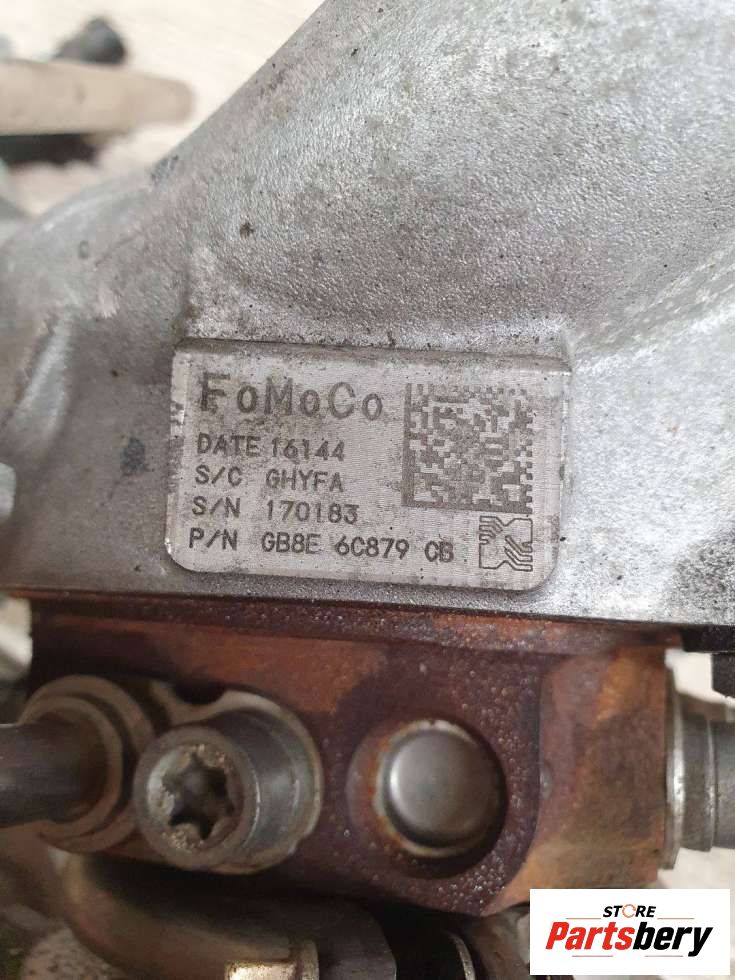 FoMoCo
DATE 16144
S/C GHYFA
S/N 170183
P/N GB8E 6C879 CB
STORE
Partsbery